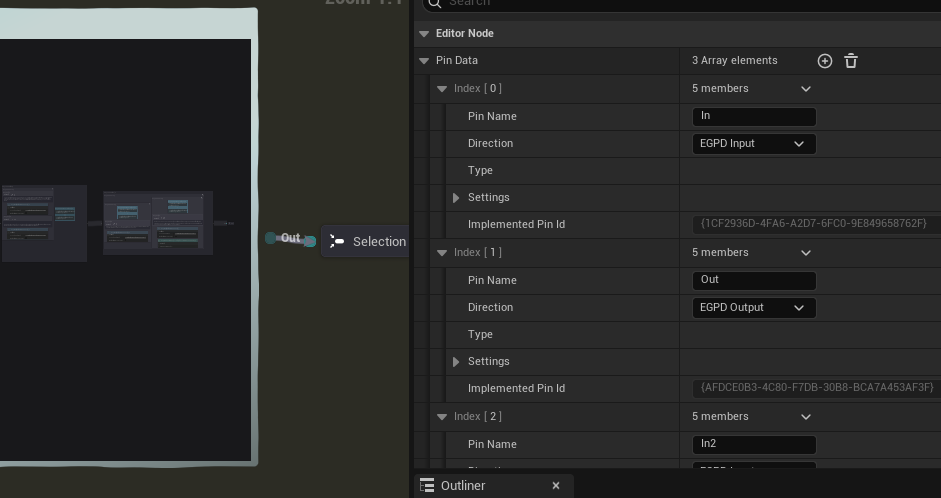 Zoom 1:1
Search
Editor Node
Pin Data
3 Array elements
Index [ 0 ]
5 members
Pin Name
In
Direction
EGPD Input
Type
Settings
Implemented Pin Id
{1CF2936D-4FA6-A2D7-6FC0-9E849658762F}
Index [ 1 ]
5 members
Pin Name
Out
Direction
EGPD Output
Type
Settings
Implemented Pin Id
{AFDCE0B3-4C80-F7DB-30B8-BCA7A453AF3F}
Index [ 2 ]
5 members
Pin Name
In2
Out
Selection
Outliner